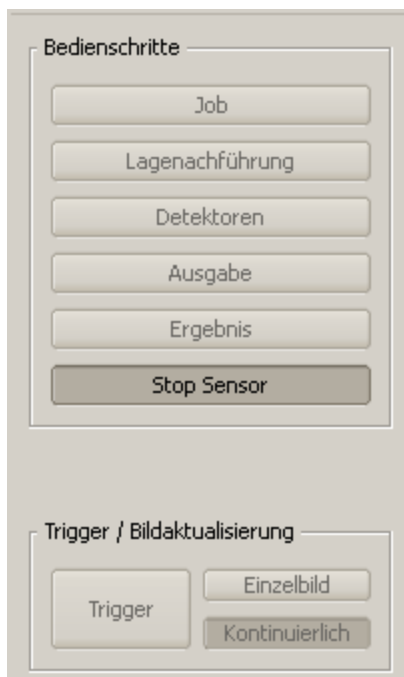 Bedienschritte
Job
Lagenachführung
Detektoren
Ausgabe
Ergebnis
Stop Sensor
Trigger / Bildaktualisierung
Trigger
Einzelbild
Kontinuierlich